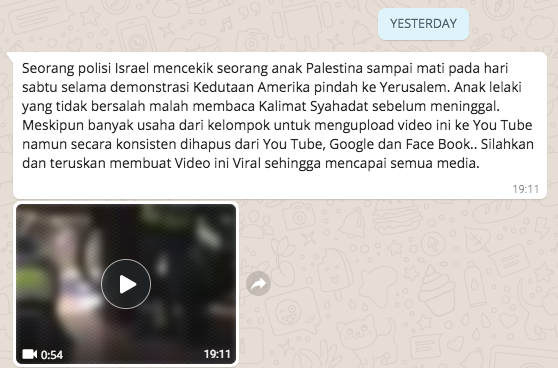 YESTERDAY
Seorang polisi Israel mencekik seorang anak Palestina sampai mati pada hari
sabtu selama demonstrasi Kedutaan Amerika pindah ke Yerusalem. Anak lelaki
yang tidak bersalah malah membaca Kalimat Syahadat sebelum meninggal.
Meskipun banyak usaha dari kelompok untuk mengupload video ini ke You Tube
namun secara konsisten dihapus dari You Tube, Google dan Face Book.. Silahkan
dan teruskan membuat Video ini Viral sehingga mencapai semua media.
19:11
0:54 19:11